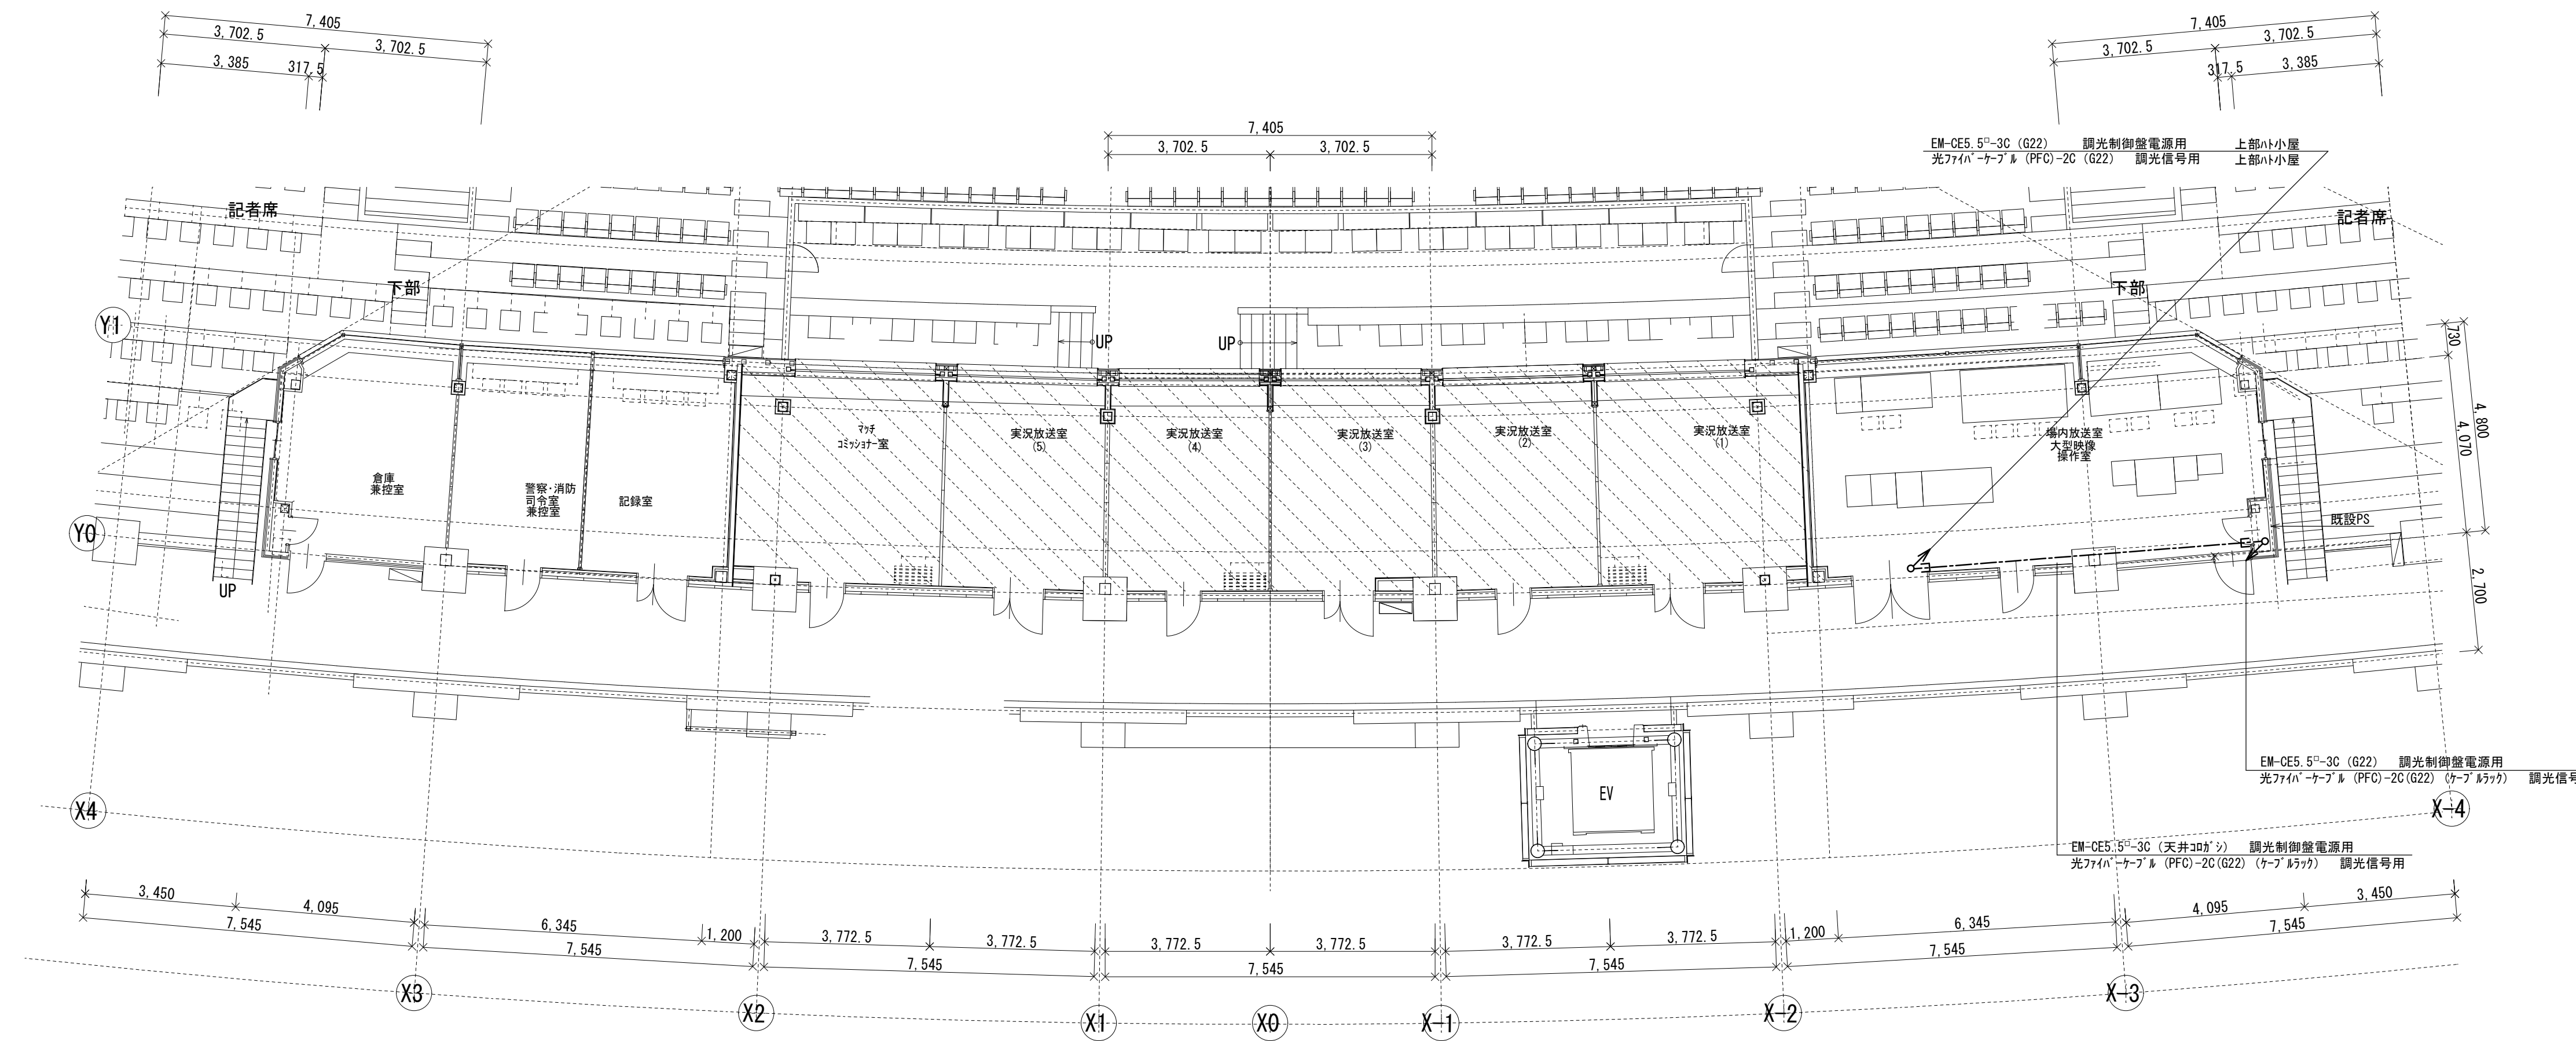 7,405
3,702.5
3,702.5
3,385
317.5
7,405
3,702.5
3,702.5
317.5
3,385
7,405
3,702.5
3,702.5
EM-CE5.5□-3C (G22) 調光制御盤電源用 上部ﾊﾄ小屋
光ﾌｧｲﾊﾞｰｹｰﾌﾞﾙ (PFC)-2C (G22) 調光信号用 上部ﾊﾄ小屋
記者席
記者席
下部
下部
Y1
UP
UP
730
4,800
4,070
2,700
ﾏｯﾁ
ｺﾐｯｼｮﾅｰ室
実況放送室
(5)
実況放送室
(4)
実況放送室
(3)
実況放送室
(2)
実況放送室
(1)
場内放送室
大型映像
操作室
倉庫
兼控室
警察・消防
司令室
兼控室
記録室
既設PS
Y0
UP
EV
EM-CE5.5□-3C (G22) 調光制御盤電源用
光ﾌｧｲﾊﾞｰｹｰﾌﾞﾙ (PFC)-2C(G22) (ｹｰﾌﾞﾙﾗｯｸ) 調光信号
X4
X-4
EM-CE5.5□-3C (天井ｺﾛｶﾞｼ) 調光制御盤電源用
光ﾌｧｲﾊﾞｰｹｰﾌﾞﾙ (PFC)-2C(G22) (ｹｰﾌﾞﾙﾗｯｸ) 調光信号用
3,450
4,095
6,345
1,200
3,772.5
3,772.5
3,772.5
3,772.5
3,772.5
3,772.5
1,200
6,345
4,095
3,450
7,545
7,545
7,545
7,545
7,545
7,545
7,545
X3
X2
X1
X0
X-1
X-2
X-3